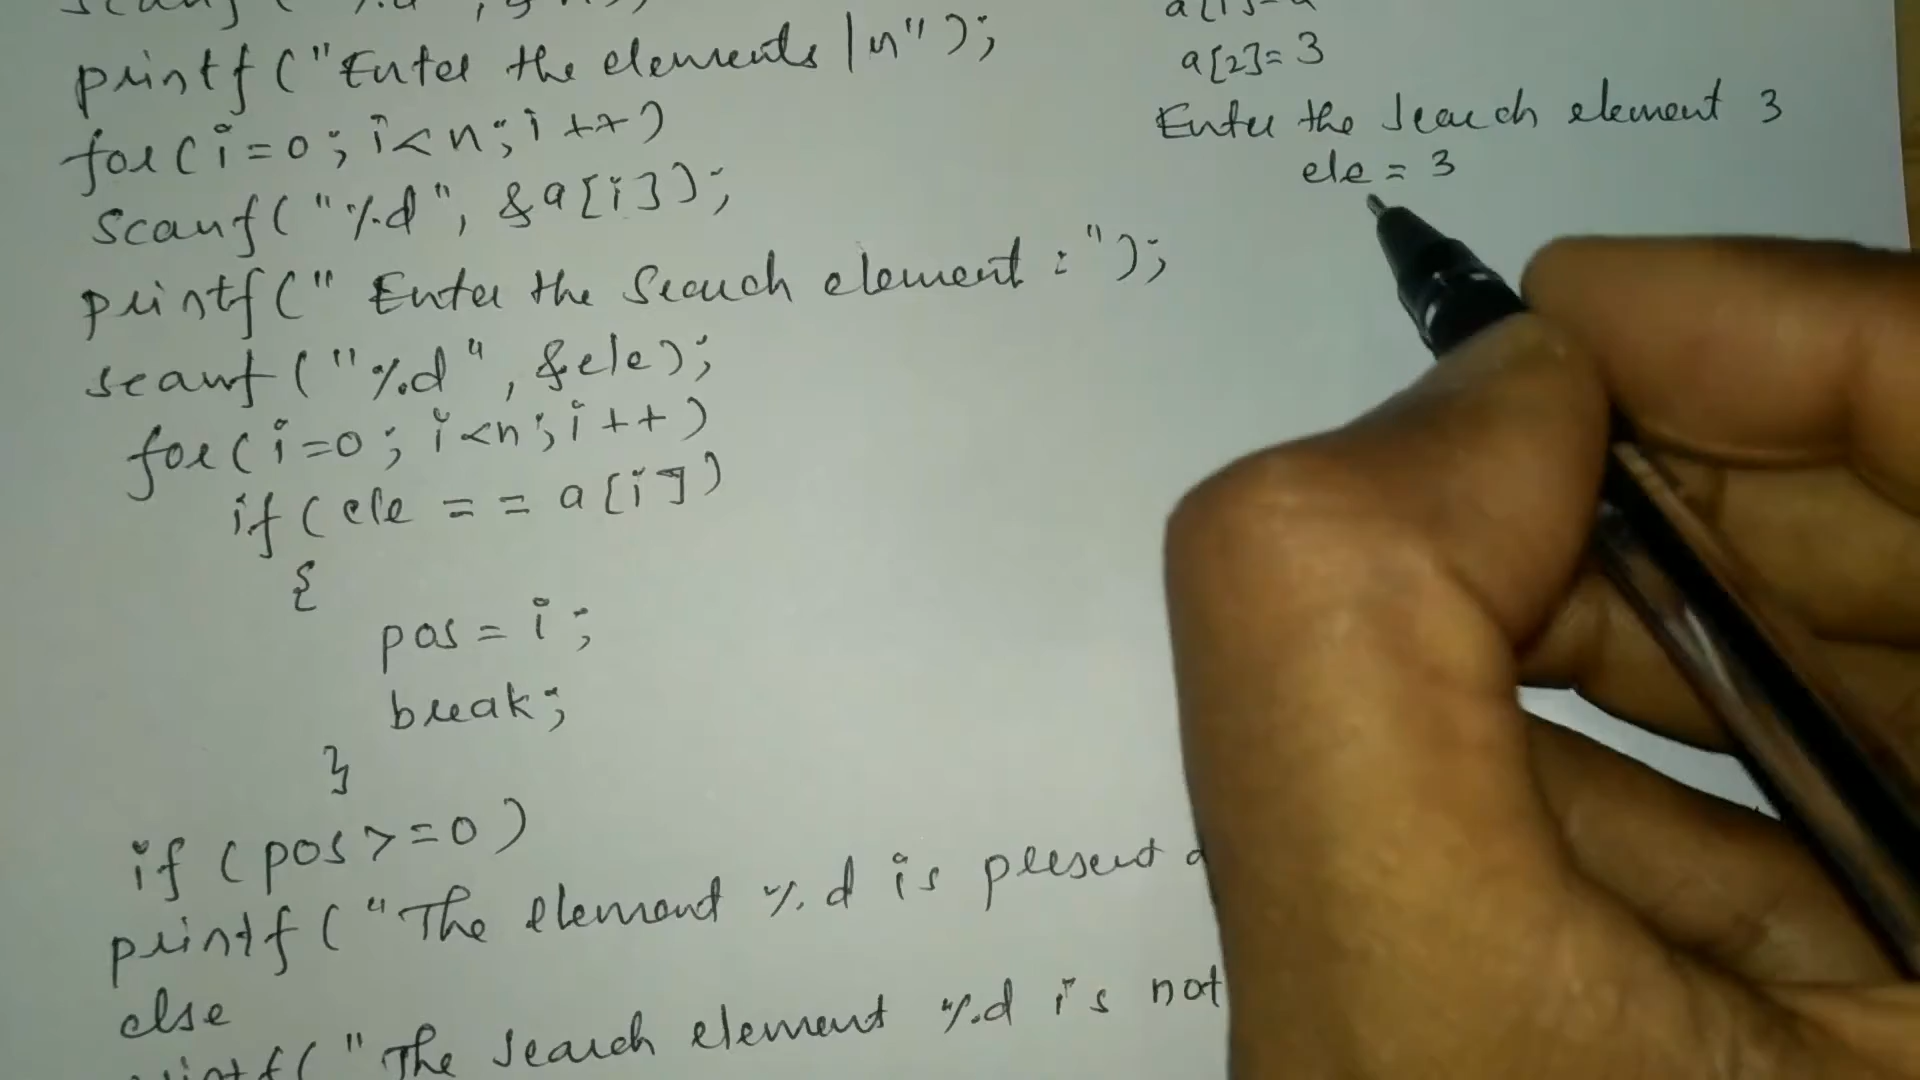 printf("Enter the elements \n");
for(i=0; i<n; i++)
scanf("%d", &a[i]);
printf(" Enter the Search element : ");
scanf("%d", &ele);
for(i=0; i<n; i++)
if(ele == a[i])
{
pos = i;
break;
}
if (pos >=0)
printf("The element %d is present
else
printf("The search element %d is not
a[2]=3
Enter the search element 3
ele = 3